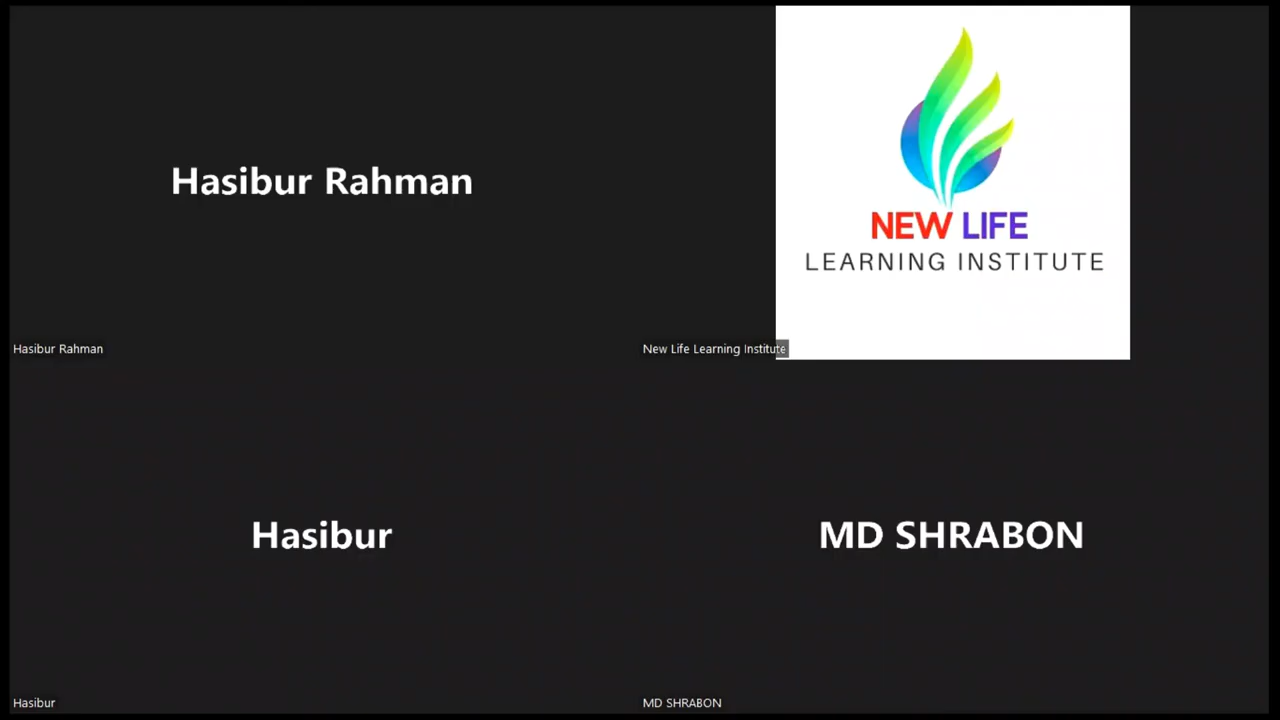 Hasibur Rahman
Hasibur Rahman
NEW LIFE
LEARNING INSTITUTE
New Life Learning Institute
Hasibur
Hasibur
MD SHRABON
MD SHRABON